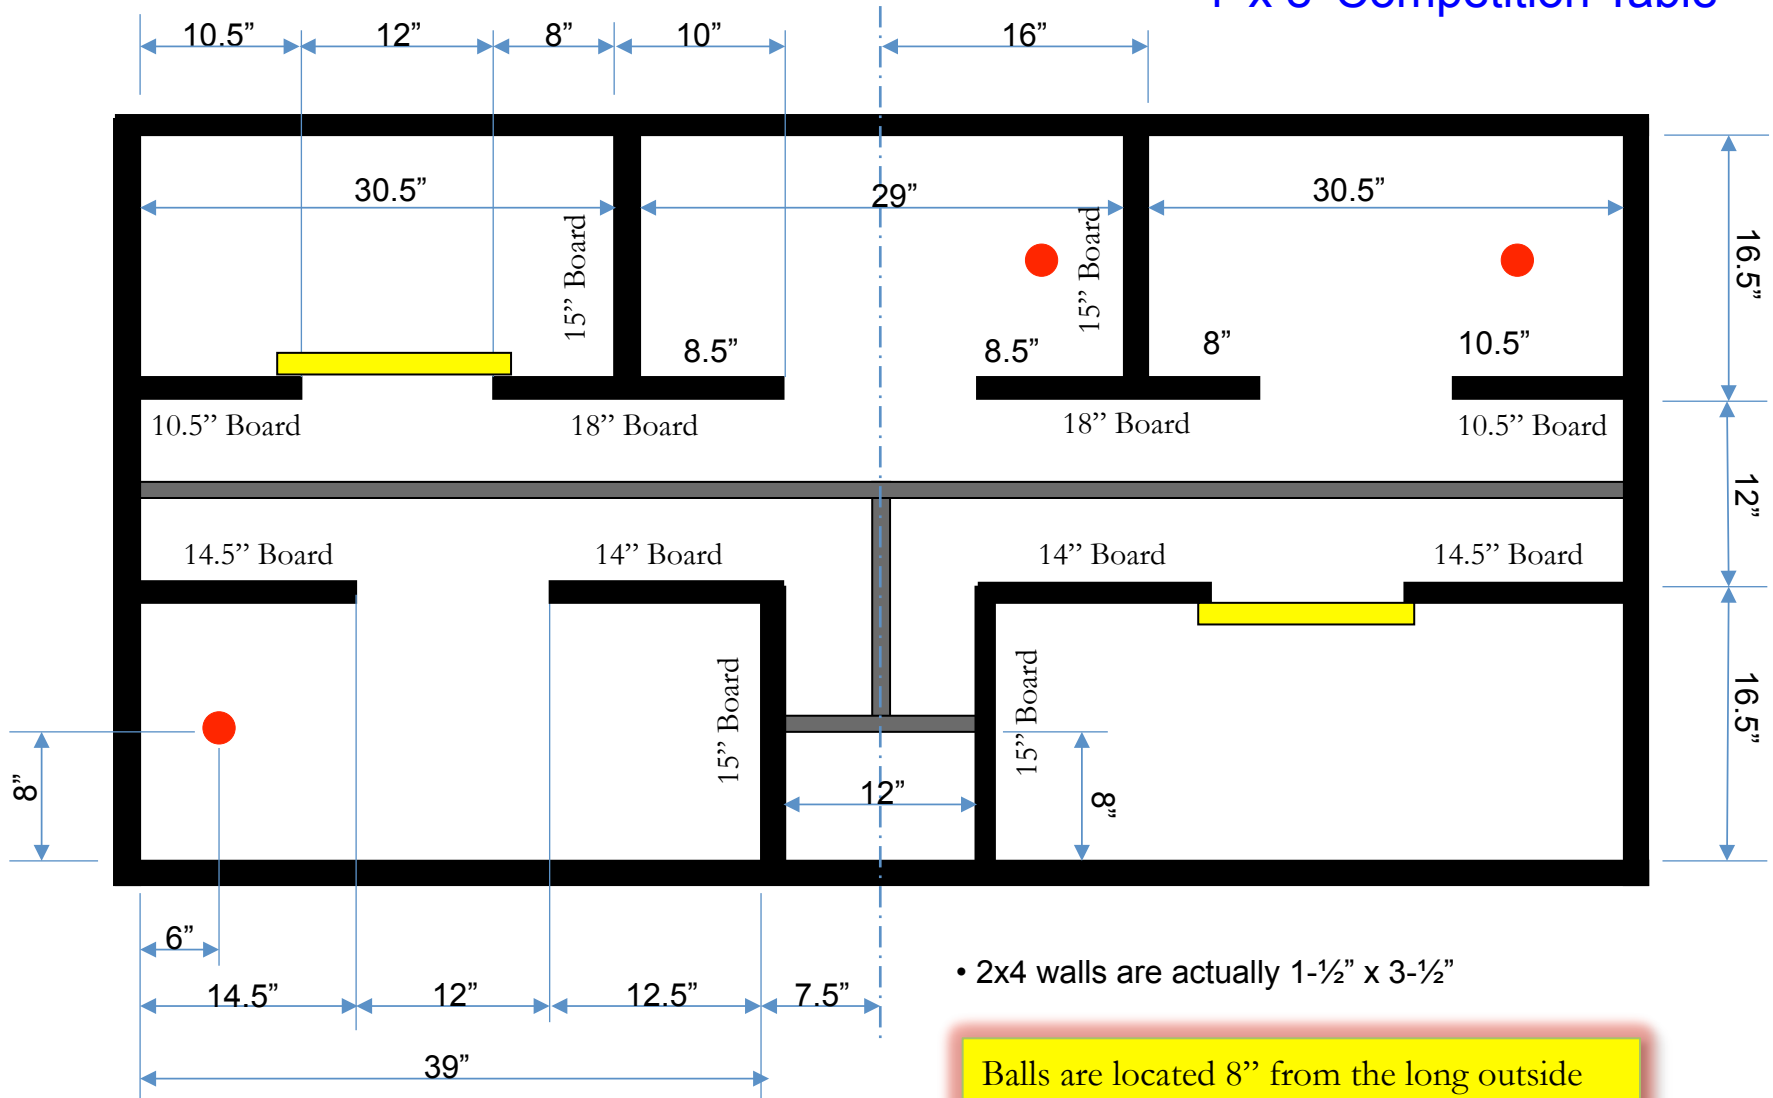 x 8’ Competition Table
10.5” 12” 8” 10” 16”
30.5” 29” 30.5”
15” Board
15” Board
16.5”
8.5” 8.5” 8” 10.5”
10.5” Board 18” Board 18” Board 10.5” Board
12”
14.5” Board 14” Board 14” Board 14.5” Board
15” Board
15” Board
16.5”
8”
12”
8”
6”
14.5” 12” 12.5” 7.5”
• 2x4 walls are actually 1-½” x 3-½”
39”
Balls are located 8” from the long outside